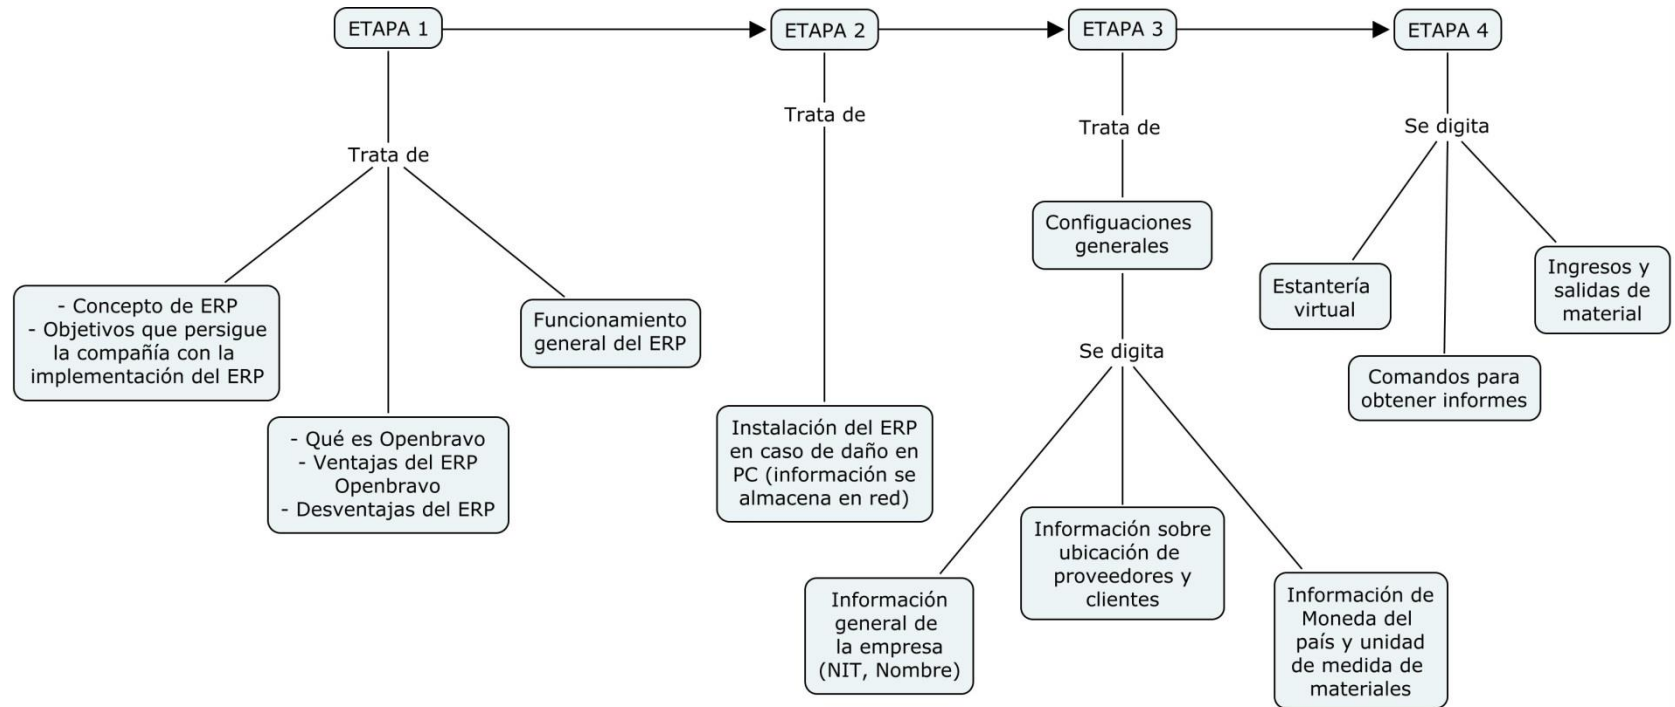 ETAPA 1
ETAPA 2
ETAPA 3
ETAPA 4
Trata de
- Concepto de ERP
- Objetivos que persigue
la compañía con la
implementación del ERP
- Qué es Openbravo
- Ventajas del ERP
Openbravo
- Desventajas del ERP
Funcionamiento
general del ERP
Trata de
Instalación del ERP
en caso de daño en
PC (información se
almacena en red)
Trata de
Configuaciones
generales
Se digita
Información
general de
la empresa
(NIT, Nombre)
Información sobre
ubicación de
proveedores y
clientes
Información de
Moneda del
país y unidad
de medida de
materiales
Se digita
Estantería
virtual
Comandos para
obtener informes
Ingresos y
salidas de
material